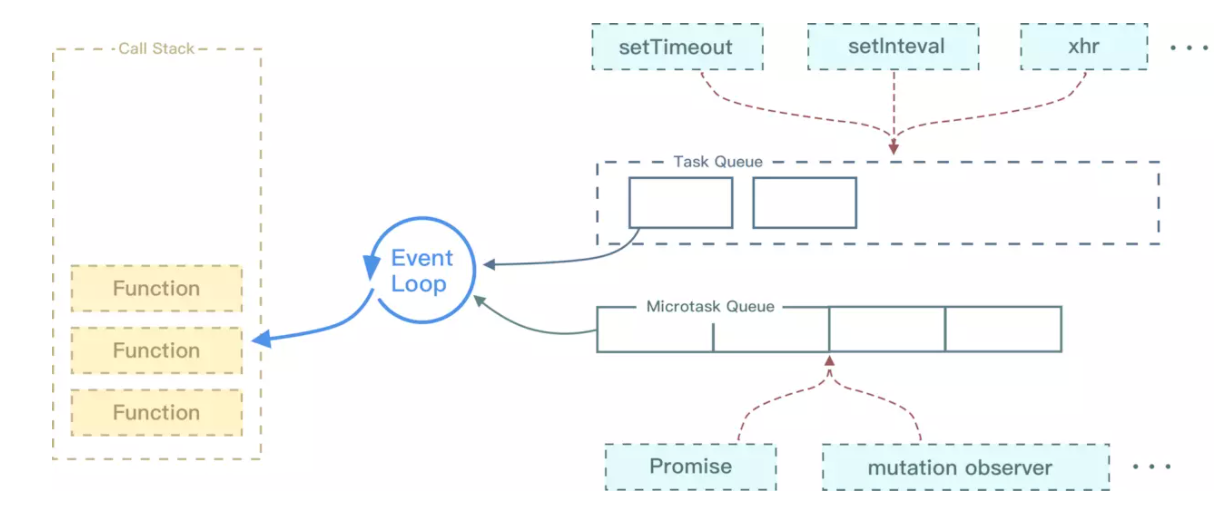 Call Stack
setTimeout
setInteval
xhr
...
Task Queue
Event
Loop
Function
Function
Function
Microtask Queue
Promise
mutation observer
...